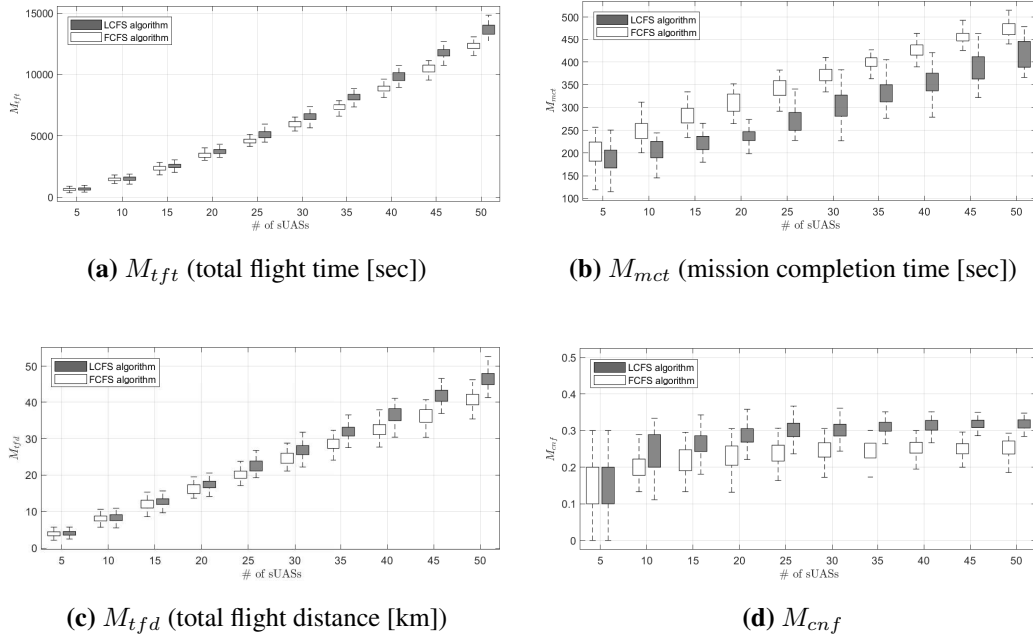 15000
10000
5000
0
M_tft
LCFS algorithm
FCFS algorithm
5 10 15 20 25 30 35 40 45 50
# of sUASs
(a) M_tft (total flight time [sec])
500
450
400
350
300
250
200
150
100
M_mct
LCFS algorithm
FCFS algorithm
5 10 15 20 25 30 35 40 45 50
# of sUASs
(b) M_mct (mission completion time [sec])
50
40
30
20
10
0
M_tfd
LCFS algorithm
FCFS algorithm
5 10 15 20 25 30 35 40 45 50
# of sUASs
(c) M_tfd (total flight distance [km])
0.5
0.4
0.3
0.2
0.1
0
M_cnf
LCFS algorithm
FCFS algorithm
5 10 15 20 25 30 35 40 45 50
# of sUASs
(d) M_cnf